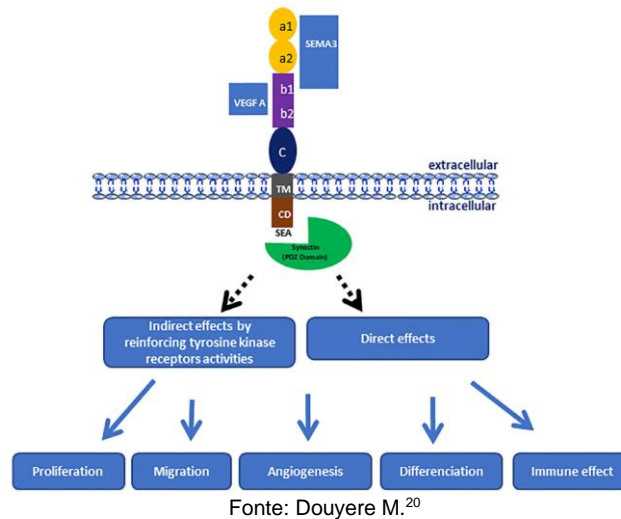 a1
SEMA3
a2
b1
VEGF A
b2
C
extracellular
TM
intracellular
CD
SEA
Synectin
(PDZ Domain)
Indirect effects by
reinforcing tyrosine kinase
receptors activities
Direct effects
Proliferation
Migration
Angiogenesis
Differenciation
Immune effect
Fonte: Douyere M.20